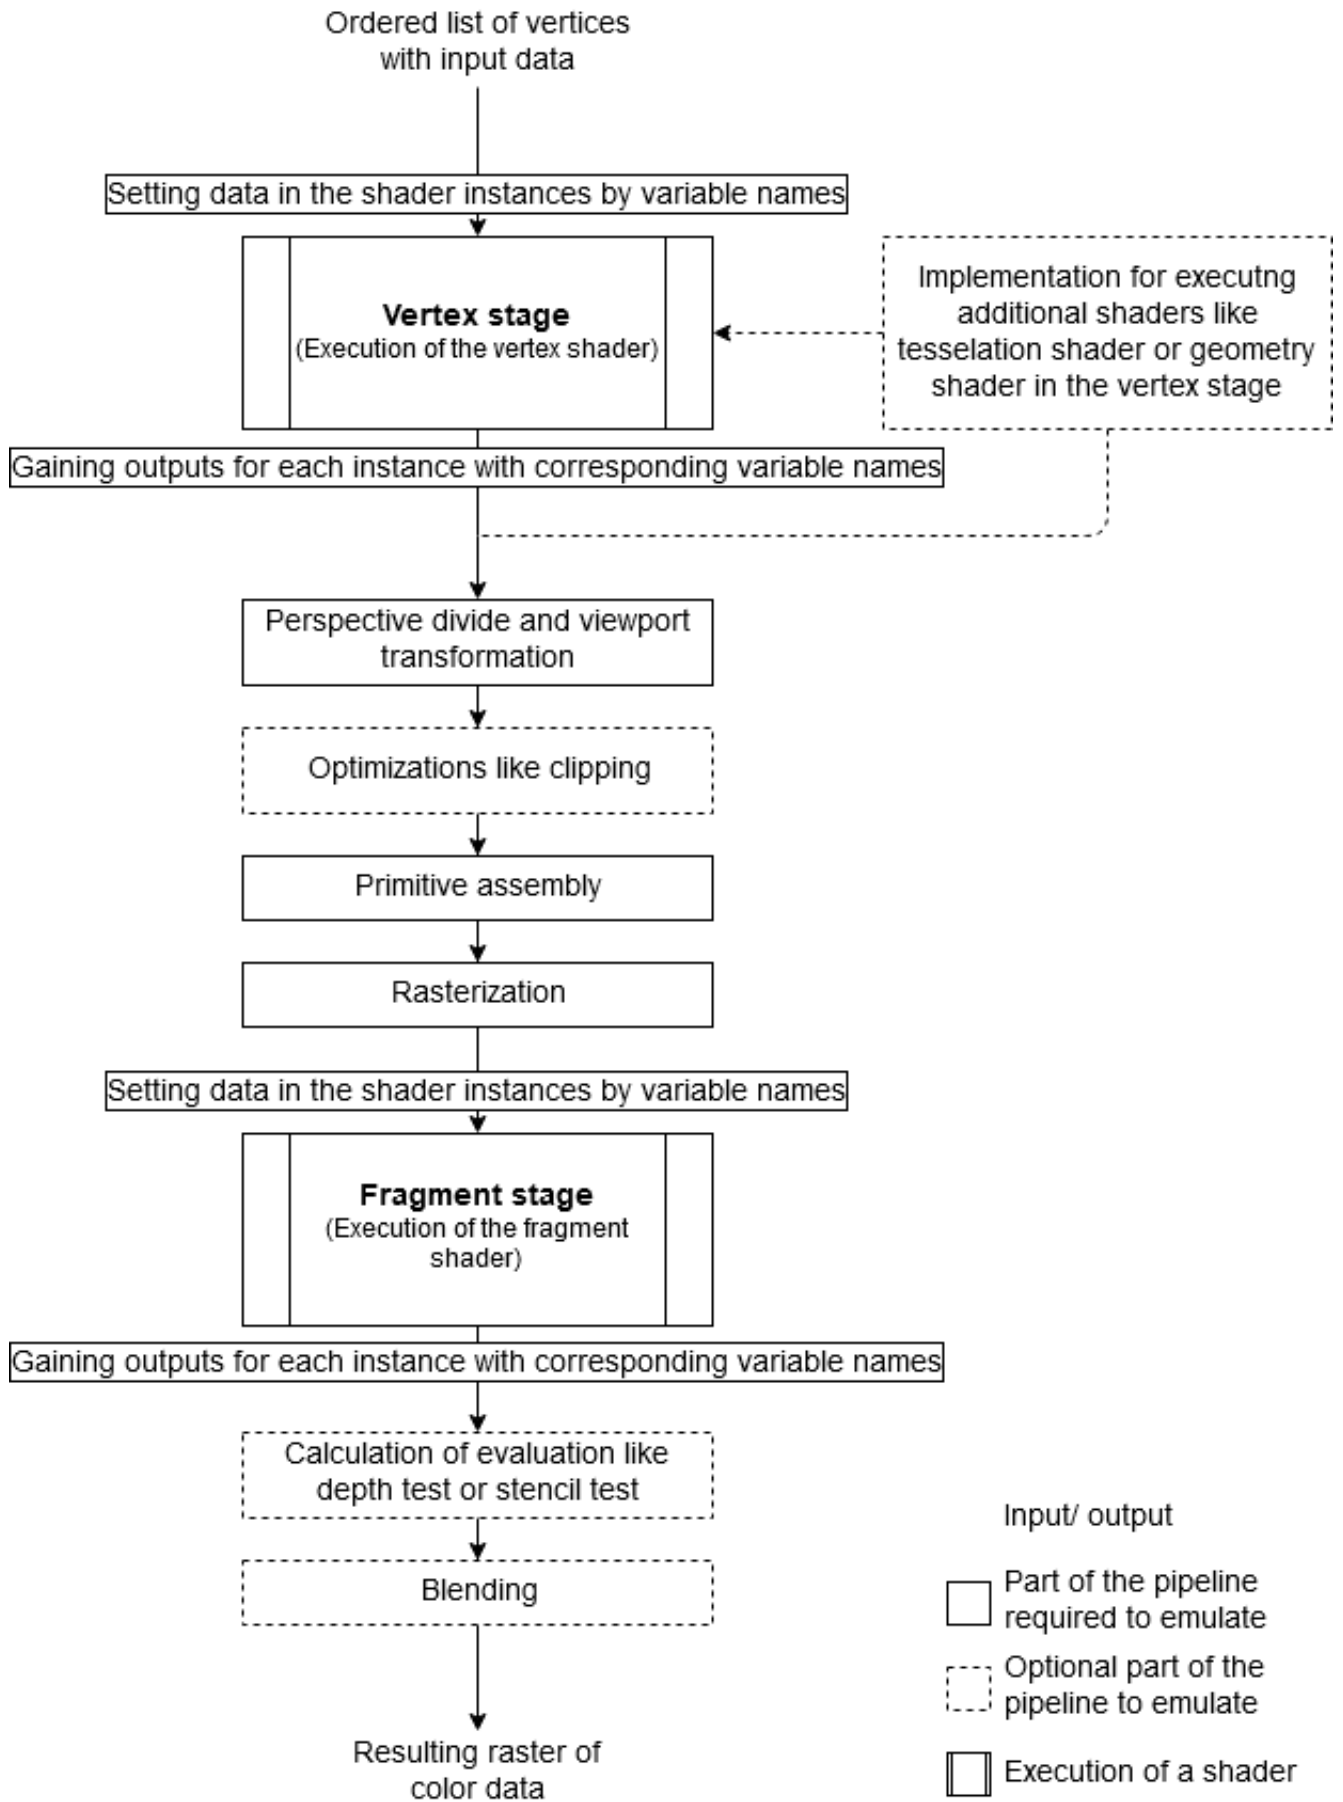 Ordered list of vertices
with input data
Setting data in the shader instances by variable names
Vertex stage
(Execution of the vertex shader)
Implementation for executng
additional shaders like
tesselation shader or geometry
shader in the vertex stage
Gaining outputs for each instance with corresponding variable names
Perspective divide and viewport
transformation
Optimizations like clipping
Primitive assembly
Rasterization
Setting data in the shader instances by variable names
Fragment stage
(Execution of the fragment
shader)
Gaining outputs for each instance with corresponding variable names
Calculation of evaluation like
depth test or stencil test
Blending
Resulting raster of
color data
Input/ output
Part of the pipeline
required to emulate
Optional part of the
pipeline to emulate
Execution of a shader